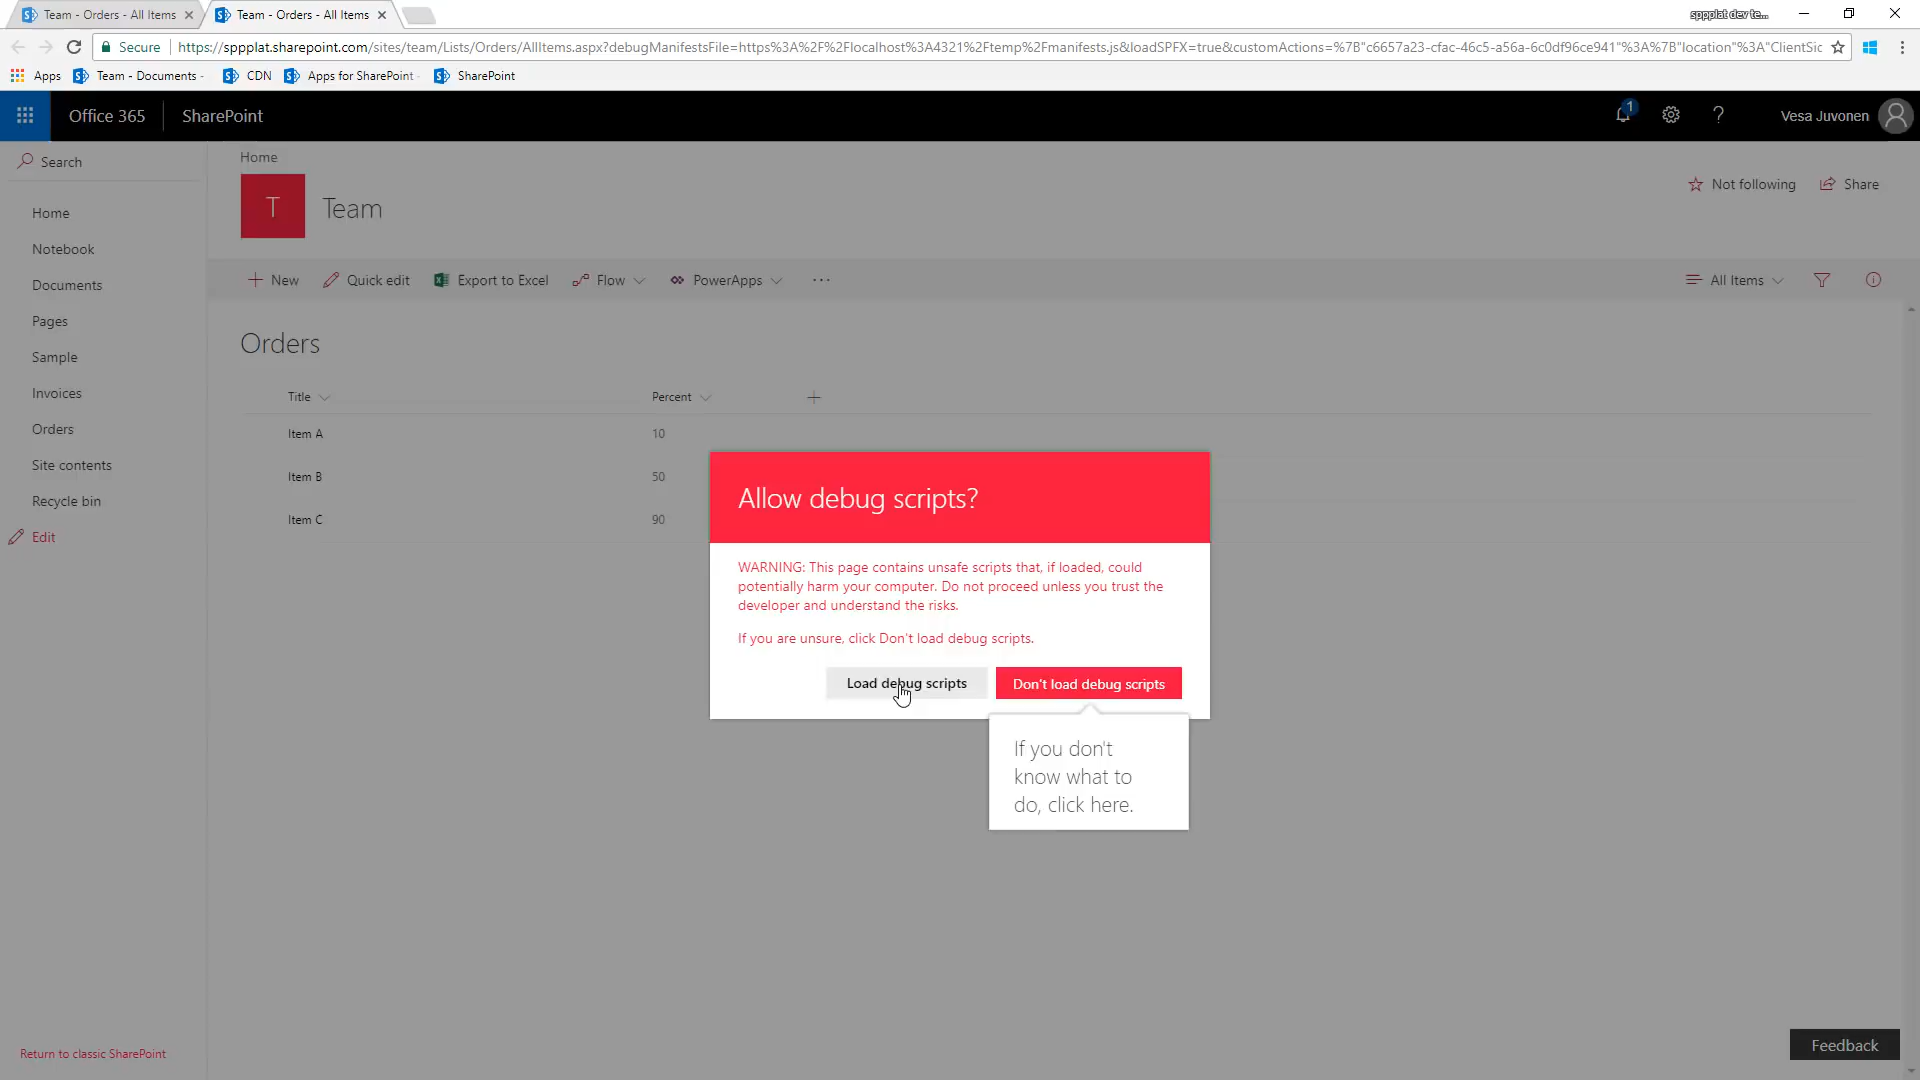 Team - Orders - All Items
Team - Orders - All Items
sppplat dev te...
Secure
https://sppplat.sharepoint.com/sites/team/Lists/Orders/AllItems.aspx?debugManifestsFile=https%3A%2F%2Flocalhost%3A4321%2Ftemp%2Fmanifests.js&loadSPFX=true&customActions=%7B"c6657a23-cfac-46c5-a56a-6c0df96ce941"%3A%7B"location"%3A"ClientSic
Apps
Team - Documents -
CDN
Apps for SharePoint
SharePoint
Office 365
SharePoint
1
?
Vesa Juvonen
Search
Home
T
Team
Not following
Share
Home
Notebook
Documents
Pages
Sample
Invoices
Orders
Site contents
Recycle bin
Edit
New
Quick edit
Export to Excel
Flow
PowerApps
...
All Items
Orders
Title
Percent
Item A
10
Item B
50
Item C
90
Allow debug scripts?
WARNING: This page contains unsafe scripts that, if loaded, could
potentially harm your computer. Do not proceed unless you trust the
developer and understand the risks.
If you are unsure, click Don't load debug scripts.
Load debug scripts
Don't load debug scripts
If you don't
know what to
do, click here.
Return to classic SharePoint
Feedback